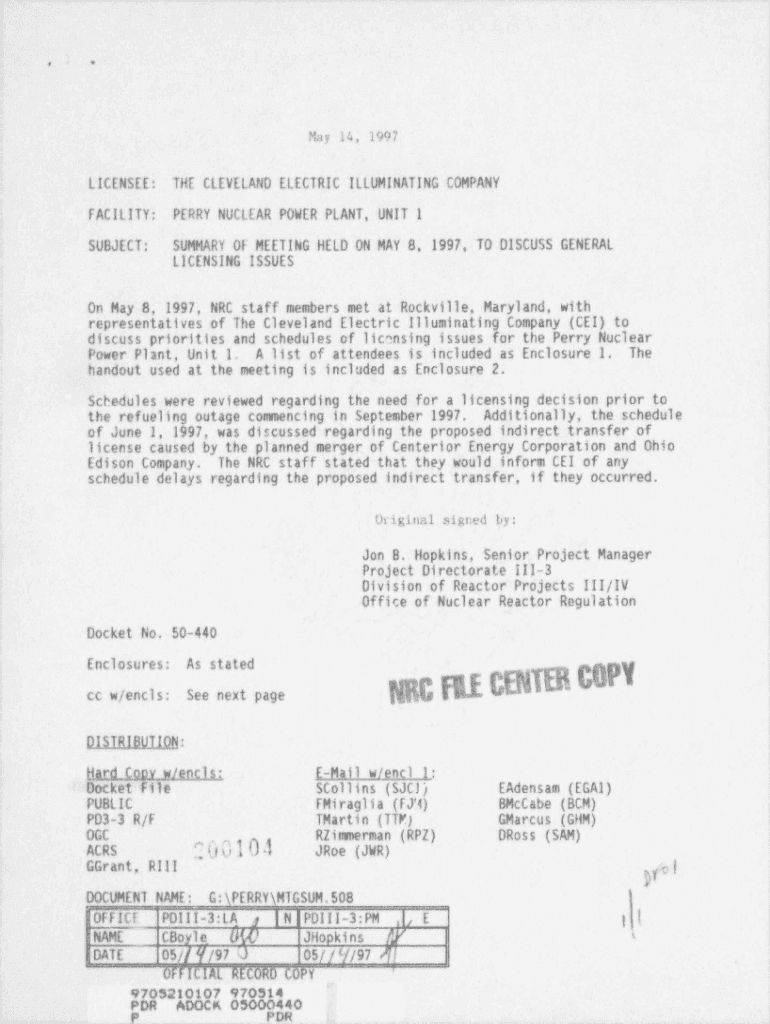 May 14, 1997
LICENSEE: THE CLEVELAND ELECTRIC ILLUMINATING COMPANY
FACILITY: PERRY NUCLEAR POWER PLANT, UNIT 1
SUBJECT: SUMMARY OF MEETING HELD ON MAY 8, 1997, TO DISCUSS GENERAL
LICENSING ISSUES
On May 8, 1997, NRC staff members met at Rockville, Maryland, with
representatives of The Cleveland Electric Illuminating Company (CEI) to
discuss priorities and schedules of licensing issues for the Perry Nuclear
Power Plant, Unit 1. A list of attendees is included as Enclosure 1. The
handout used at the meeting is included as Enclosure 2.
Schedules were reviewed regarding the need for a licensing decision prior to
the refueling outage commencing in September 1997. Additionally, the schedule
of June 1, 1997, was discussed regarding the proposed indirect transfer of
license caused by the planned merger of Centerior Energy Corporation and Ohio
Edison Company. The NRC staff stated that they would inform CEI of any
schedule delays regarding the proposed indirect transfer, if they occurred.
Original signed by:
Jon B. Hopkins, Senior Project Manager
Project Directorate III-3
Division of Reactor Projects III/IV
Office of Nuclear Reactor Regulation
Docket No. 50-440
Enclosures: As stated
cc w/encls: See next page
NRC FILE CENTER COPY
DISTRIBUTION:
Hard Copy w/encls: E-Mail w/encl 1:
Docket File SCollins (SJC1) EAdensam (EGA1)
PUBLIC FMiraglia (FJM) BMcCabe (BCM)
PD3-3 R/F TMartin (TTM) GMarcus (GHM)
OGC RZimmerman (RPZ) DRoss (SAM)
ACRS 200104 JRoe (JWR)
GGrant, RIII
DF01
DOCUMENT NAME: G:\PERRY\MTGSUM.508
OFFICE PDIII-3:LA N PDIII-3:PM E
NAME CBoyle JHopkins
DATE 05/14/97 05/14/97
OFFICIAL RECORD COPY
9705210107 970514
PDR ADOCK 05000440
P PDR